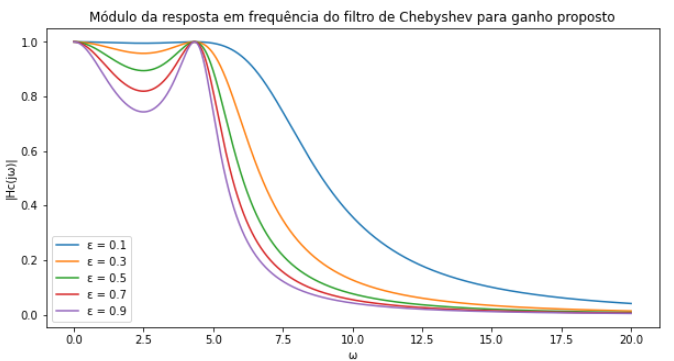 Módulo da resposta em frequência do filtro de Chebyshev para ganho proposto
1.0
0.8
0.6
0.4
0.2
0.0
|Hc(jω)|
ε = 0.1
ε = 0.3
ε = 0.5
ε = 0.7
ε = 0.9
0.0 2.5 5.0 7.5 10.0 12.5 15.0 17.5 20.0
ω